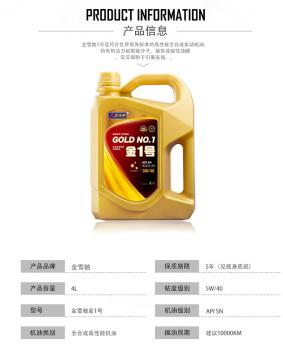 PRODUCT INFORMATION
产品信息
GOLD NO.1
金1号
API SN
5W/40
4L
产品品牌 金雪驰 保质期限 5年（见瓶身底部）
产品容量 4L 粘度级别 5W/40
型号 金雪驰金1号 机油级别 API SN
机油类别 全合成高性能机油 换油周期 建议10000KM